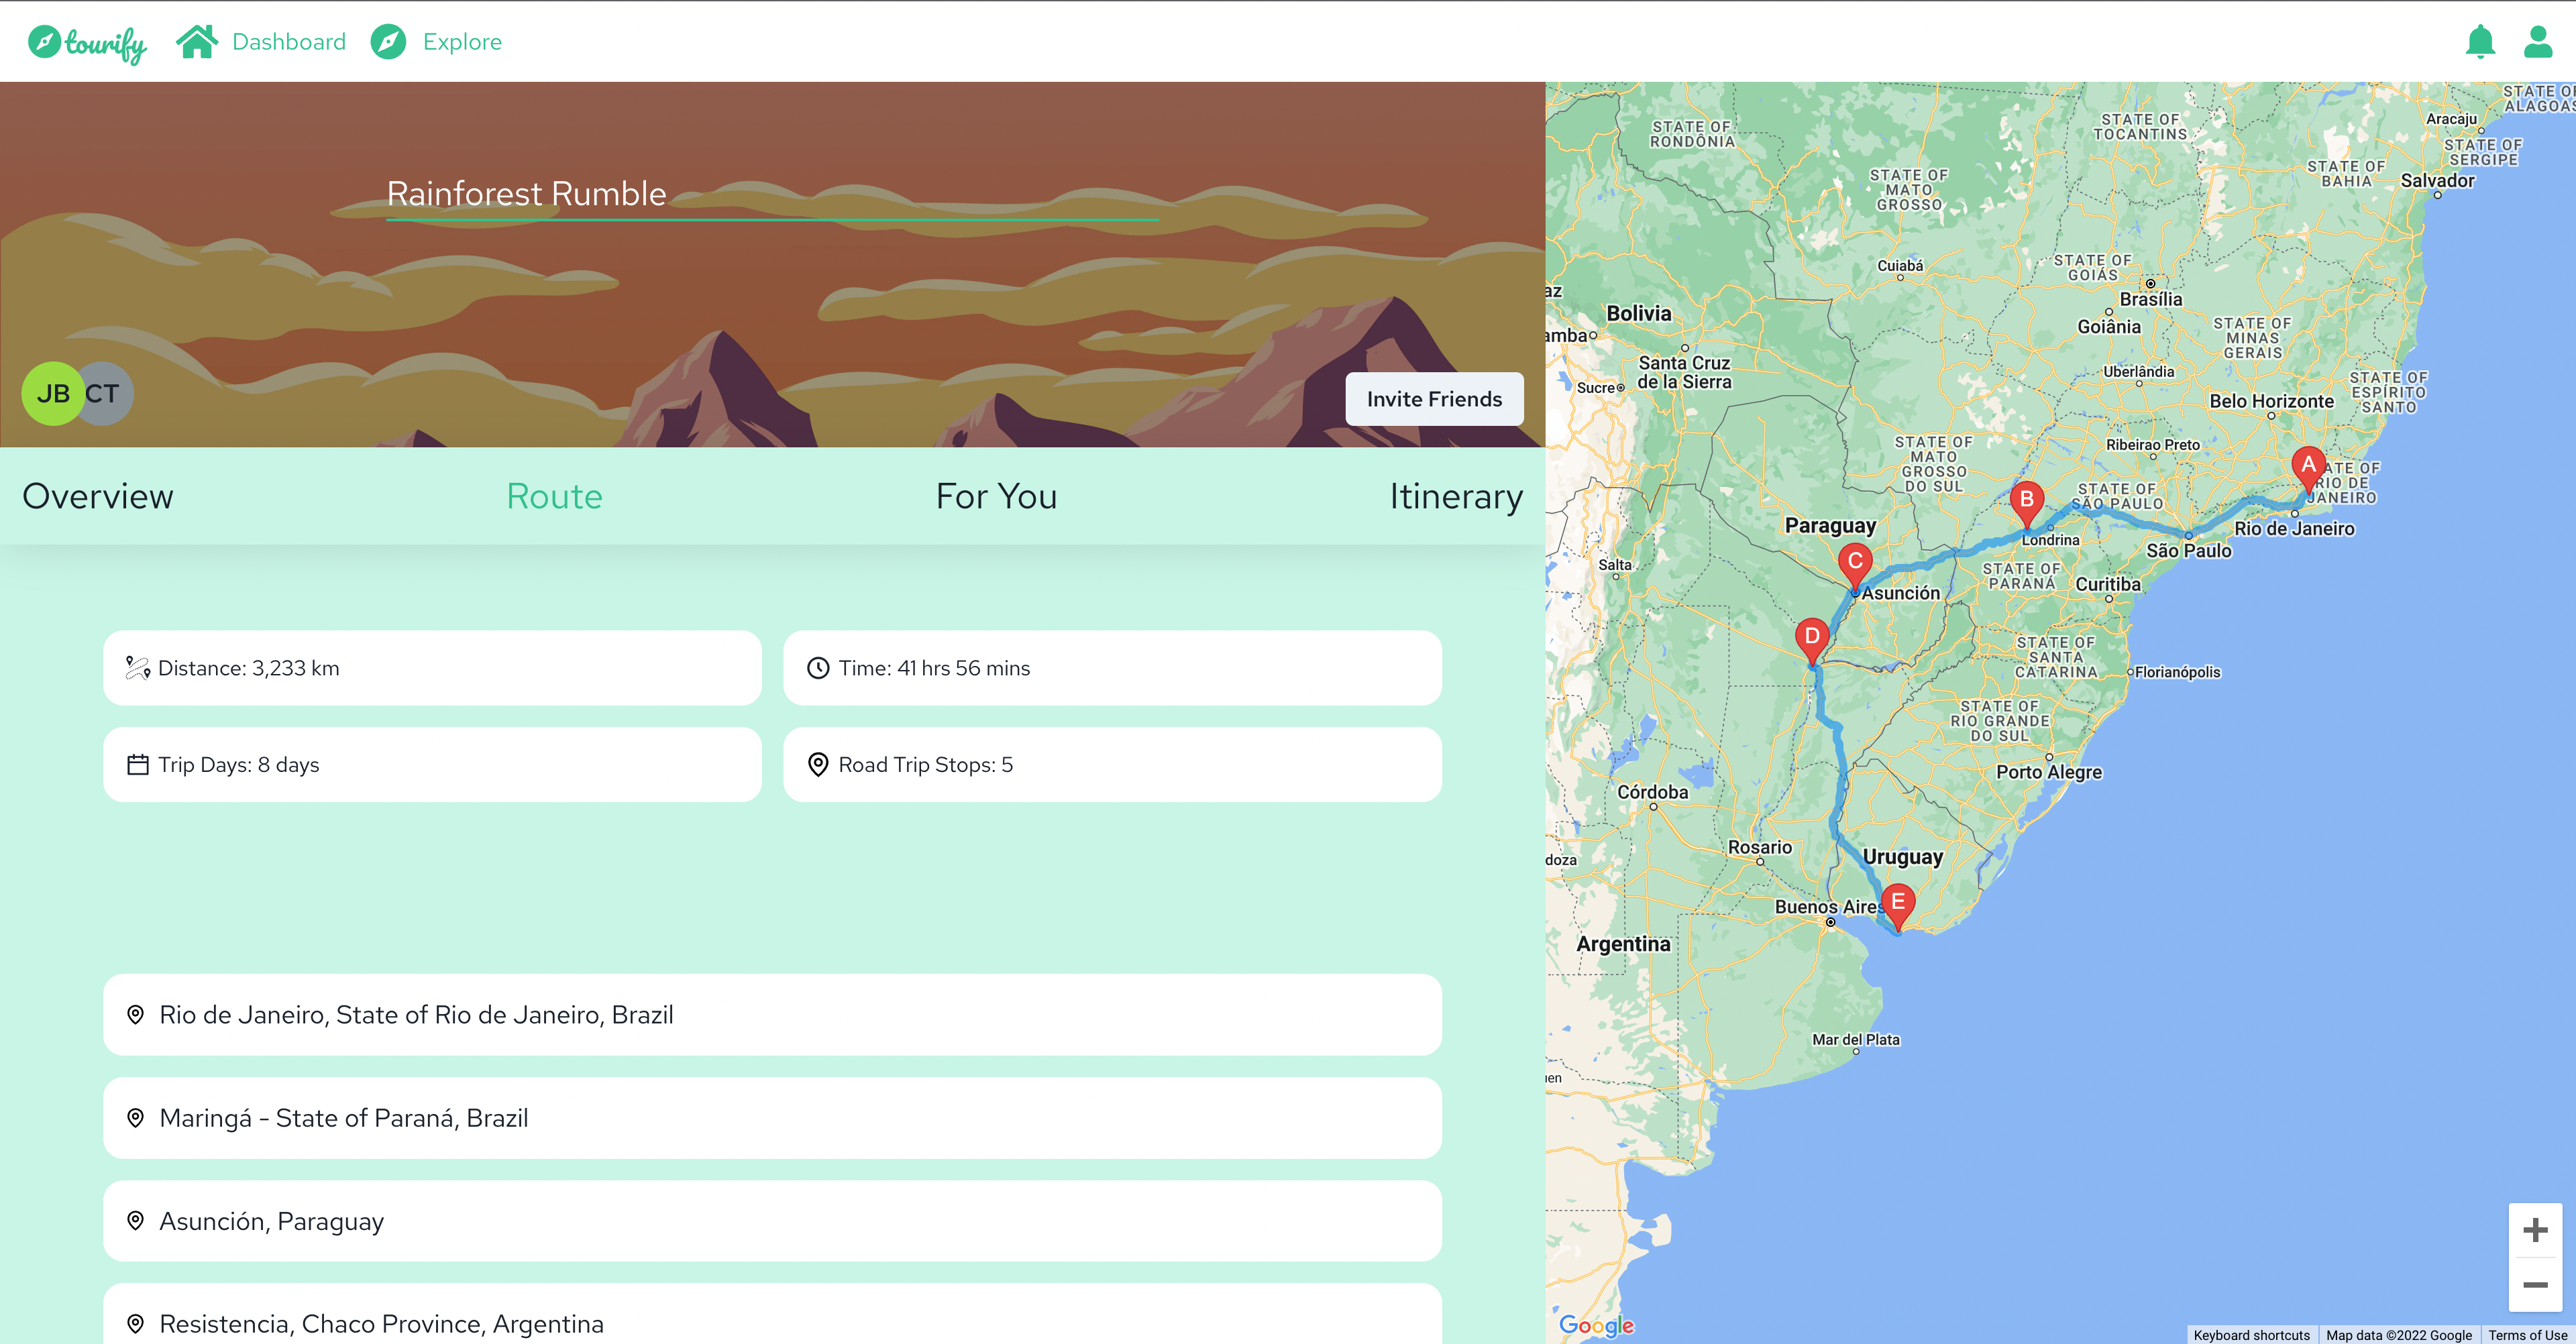 tourify Dashboard Explore
Rainforest Rumble
JB CT
Invite Friends
Overview Route For You Itinerary
Distance: 3,233 km
Time: 41 hrs 56 mins
Trip Days: 8 days
Road Trip Stops: 5
Rio de Janeiro, State of Rio de Janeiro, Brazil
Maringá - State of Paraná, Brazil
Asunción, Paraguay
Resistencia, Chaco Province, Argentina
STATE OF
ALAGOAS
Aracaju
STATE OF
SERGIPE
STATE OF
TOCANTINS
STATE OF
RONDÔNIA
STATE OF
BAHIA
Salvador
STATE OF
MATO
GROSSO
Cuiabá
STATE OF
GOIÁS
Brasília
Goiânia
az
Bolivia
STATE OF
MINAS
GERAIS
amba
Santa Cruz
de la Sierra
Sucre
Uberlândia
STATE OF
ESPÍRITO
SANTO
Belo Horizonte
STATE OF
MATO
GROSSO
DO SUL
Ribeirao Preto
A
ATE OF
RIO DE
JANEIRO
B
STATE OF
SÃO PAULO
Rio de Janeiro
Paraguay
Londrina
São Paulo
C
Salta
Asunción
STATE OF
PARANÁ
Curitiba
D
STATE OF
SANTA
CATARINA
Florianópolis
STATE OF
RIO GRANDE
DO SUL
Porto Alegre
Córdoba
Rosario
Uruguay
doza
E
Buenos Aires
Argentina
Mar del Plata
uen
+
−
Google
Keyboard shortcuts Map data ©2022 Google Terms of Use